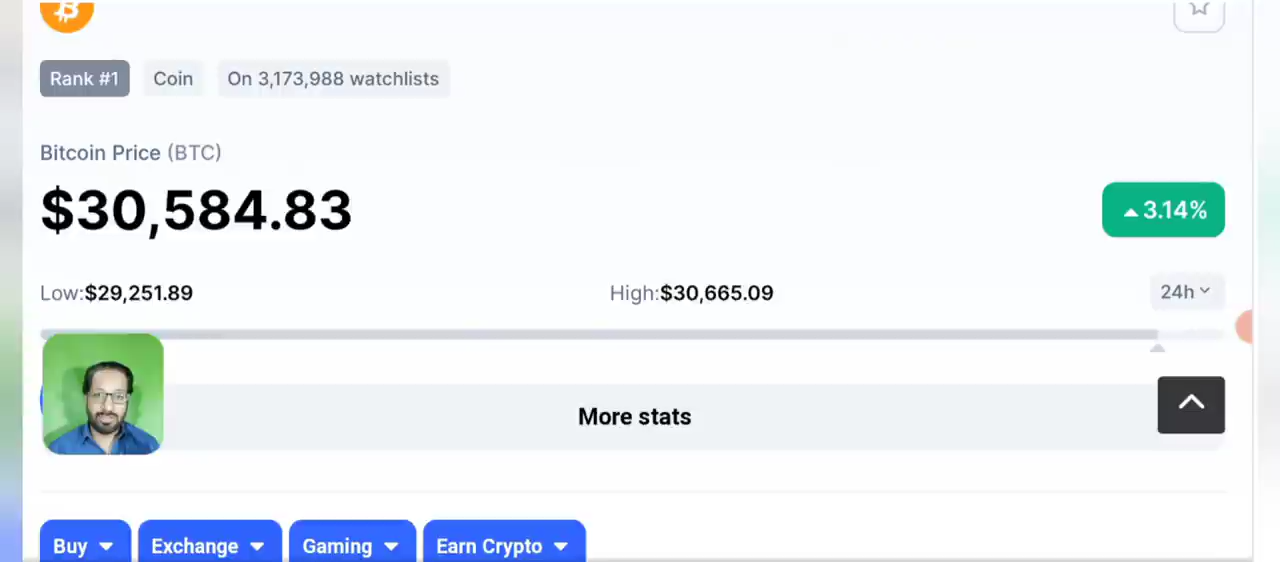 Rank #1 Coin On 3,173,988 watchlists
Bitcoin Price (BTC)
$30,584.83 3.14%
Low:$29,251.89 High:$30,665.09 24h
More stats
Buy Exchange Gaming Earn Crypto